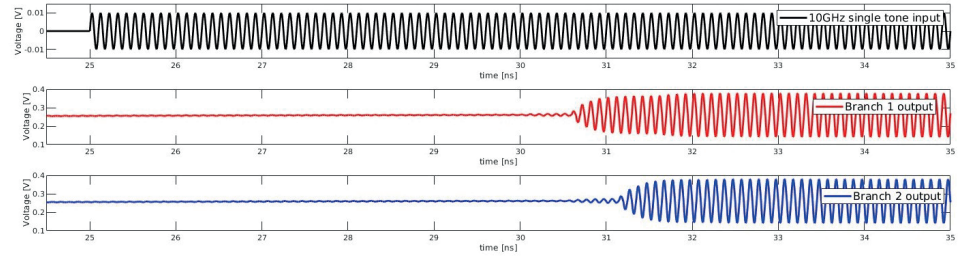 0.01
0
-0.01
Voltage [V]
10GHz single tone input
25 26 27 28 29 30 31 32 33 34 35
time [ns]
0.4
0.3
0.2
0.1
Voltage [V]
Branch 1 output
25 26 27 28 29 30 31 32 33 34 35
time [ns]
0.4
0.3
0.2
0.1
Voltage [V]
Branch 2 output
25 26 27 28 29 30 31 32 33 34 35
time [ns]